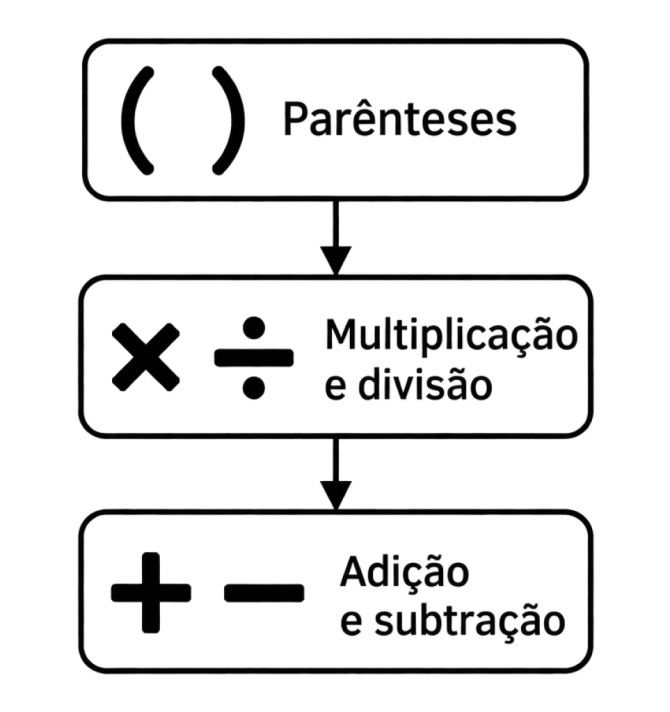 ( ) Parênteses
× ÷ Multiplicação
e divisão
+ − Adição
e subtração